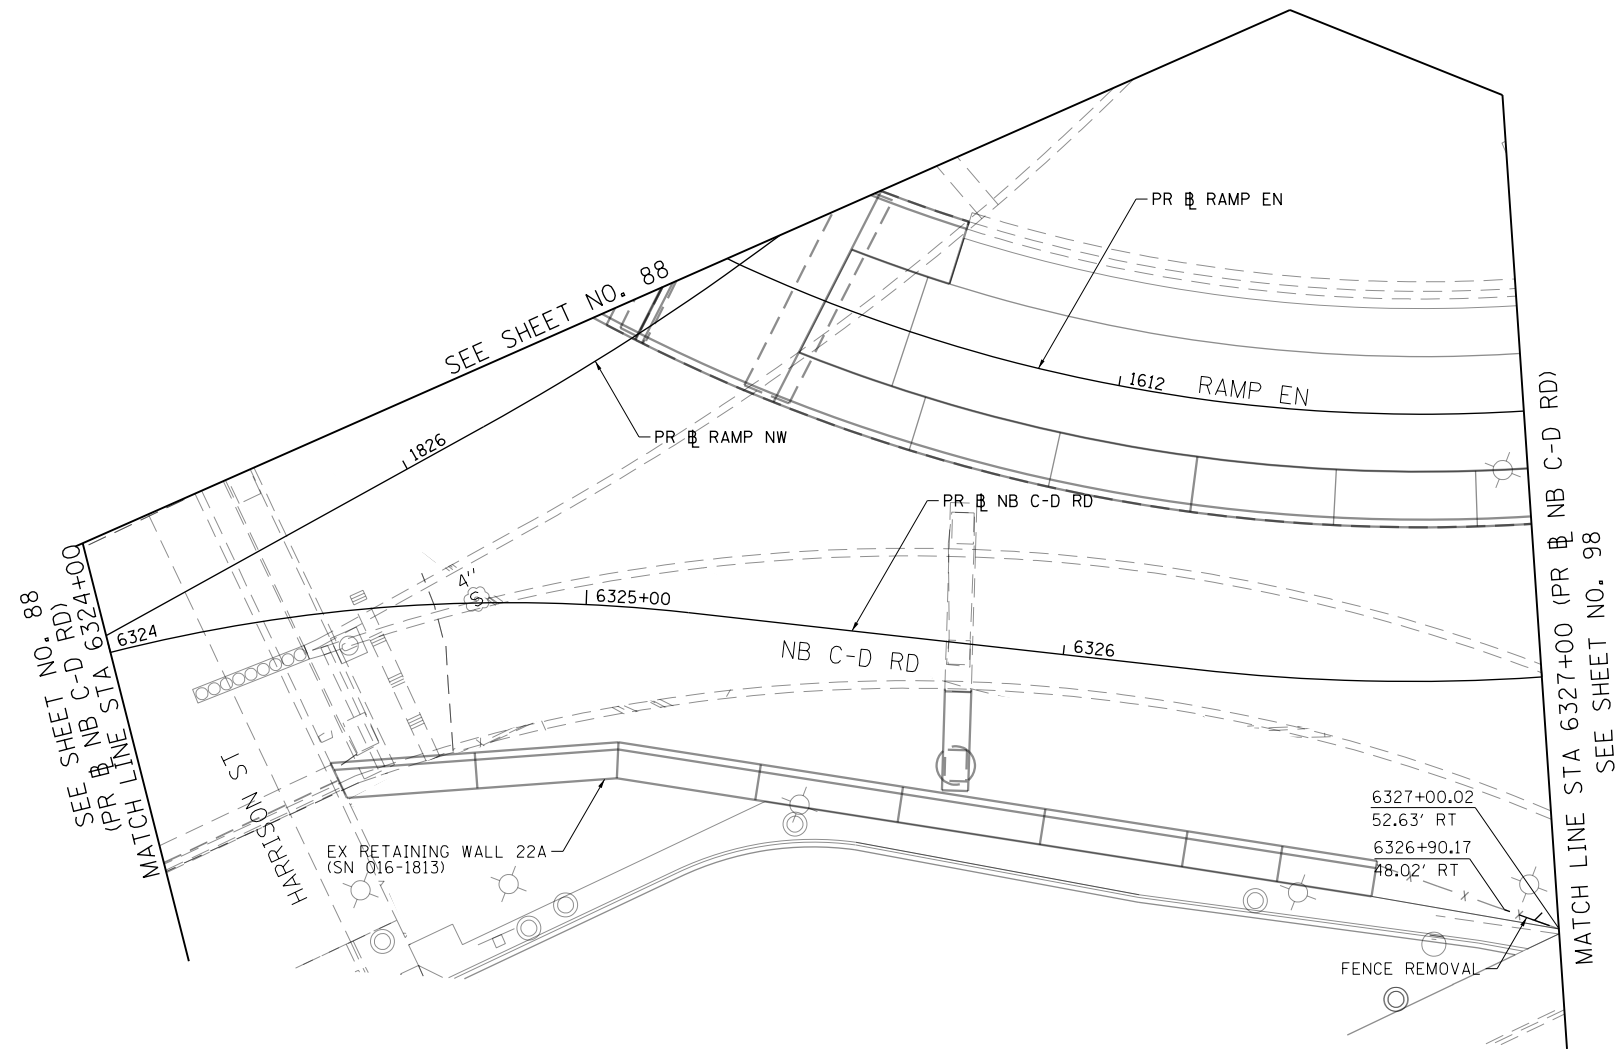 PR ⅊ RAMP EN
SEE SHEET NO. 88
1612
RAMP EN
PR ⅊ RAMP NW
1826
PR ⅊ NB C-D RD
4"
S
6325+00
6324
6326
NB C-D RD
SEE SHEET NO. 88
(PR ⅊ NB C-D RD)
MATCH LINE STA 6324+00
HARRISON ST
EX RETAINING WALL 22A
(SN 016-1813)
6327+00.02
52.63' RT
6326+90.17
48.02' RT
FENCE REMOVAL
MATCH LINE STA 6327+00 (PR ⅊ NB C-D RD)
SEE SHEET NO. 98